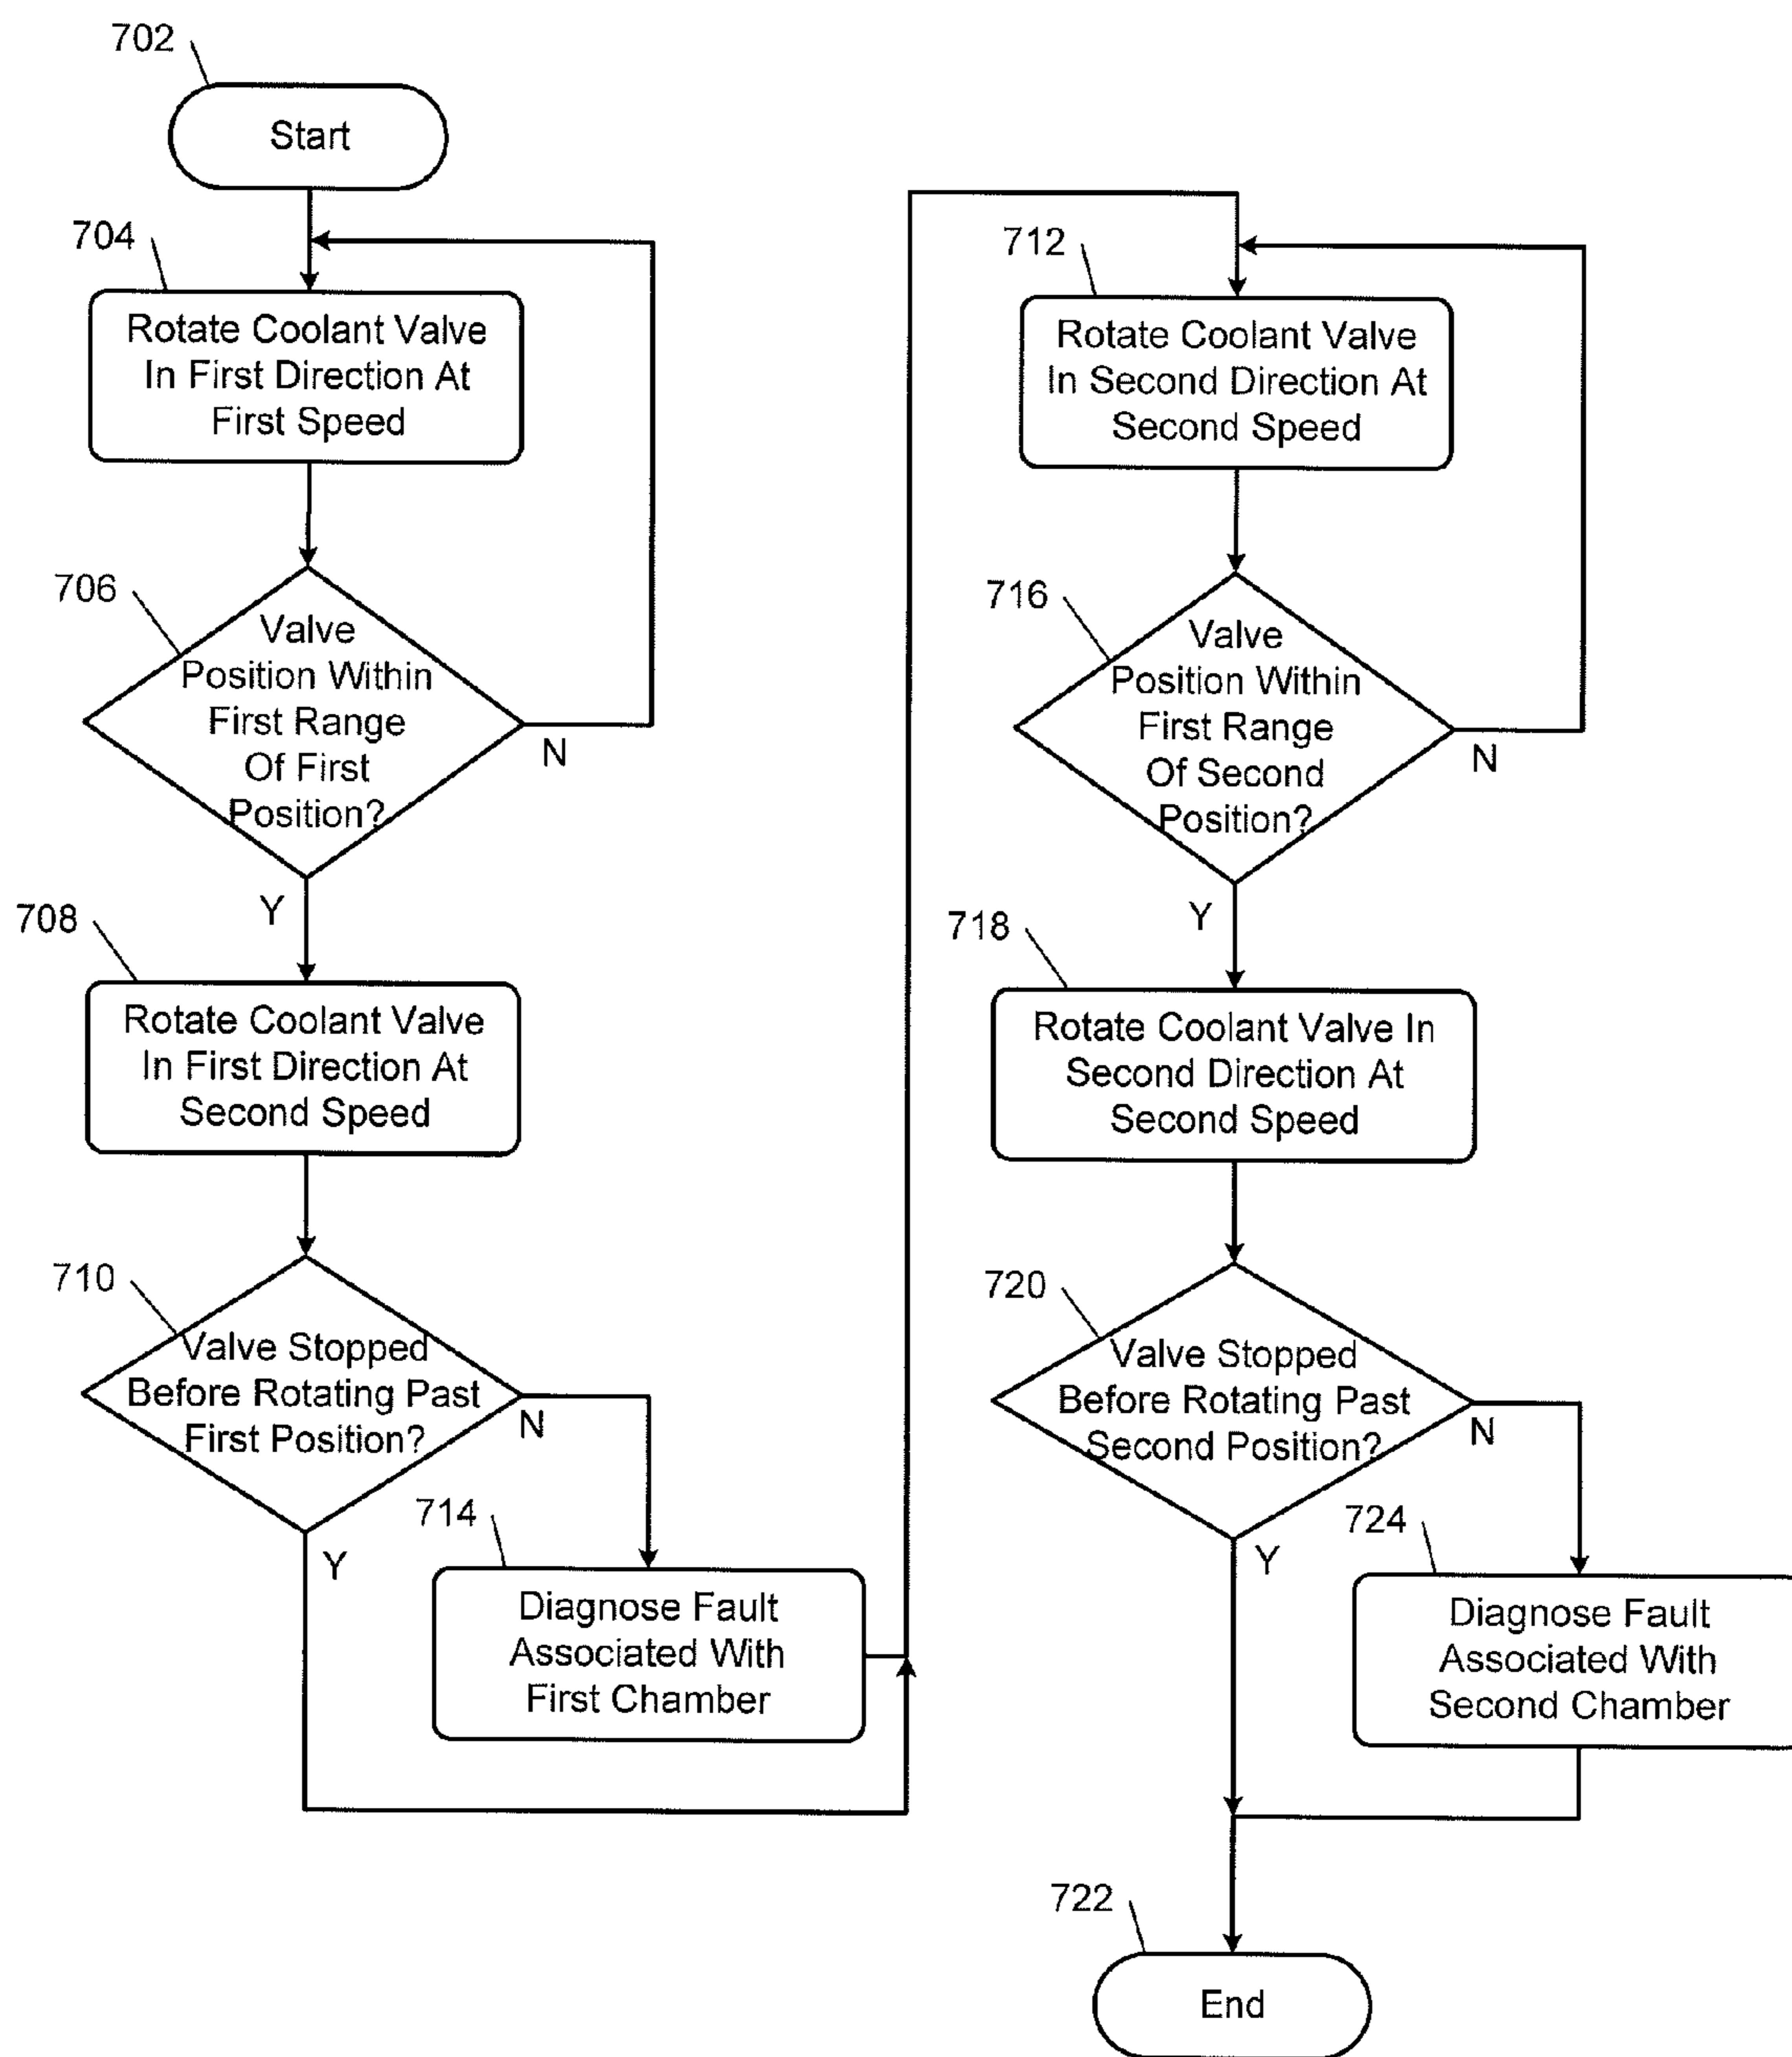 702
Start
704
Rotate Coolant Valve
In First Direction At
First Speed
706
Valve
Position Within
First Range
Of First
Position?
N
Y
708
Rotate Coolant Valve
In First Direction At
Second Speed
710
Valve Stopped
Before Rotating Past
First Position?
N
Y
714
Diagnose Fault
Associated With
First Chamber
712
Rotate Coolant Valve
In Second Direction At
Second Speed
716
Valve
Position Within
First Range
Of Second
Position?
N
Y
718
Rotate Coolant Valve In
Second Direction At
Second Speed
720
Valve Stopped
Before Rotating Past
Second Position?
N
Y
724
Diagnose Fault
Associated With
Second Chamber
722
End